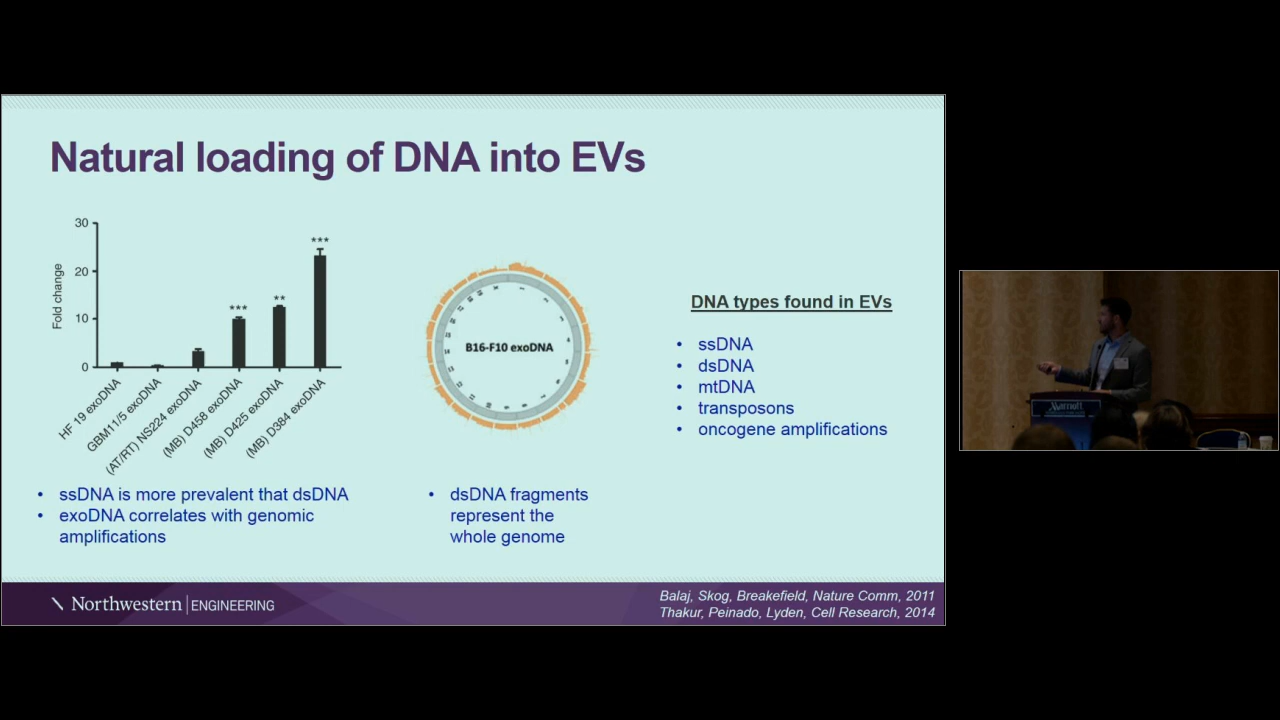 Natural loading of DNA into EVs
30
20
10
0
Fold change
***
**
***
HF 19 exoDNA
GBM11/5 exoDNA
(AT/RT) NS224 exoDNA
(MB) D458 exoDNA
(MB) D425 exoDNA
(MB) D384 exoDNA
B16-F10 exoDNA
DNA types found in EVs
• ssDNA
• dsDNA
• mtDNA
• transposons
• oncogene amplifications
• ssDNA is more prevalent that dsDNA
• exoDNA correlates with genomic
amplifications
• dsDNA fragments
represent the
whole genome
Northwestern | ENGINEERING
Balaj, Skog, Breakefield, Nature Comm, 2011
Thakur, Peinado, Lyden, Cell Research, 2014
Marriott